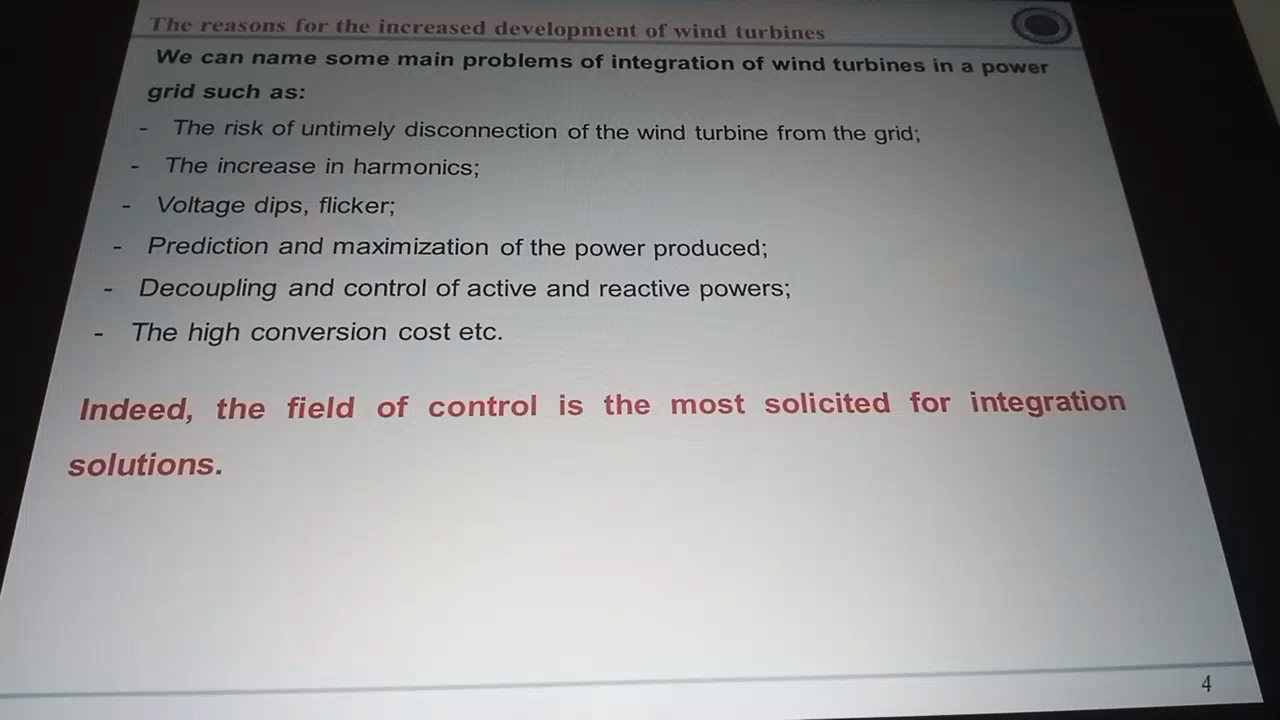 The reasons for the increased development of wind turbines
We can name some main problems of integration of wind turbines in a power
grid such as:
- The risk of untimely disconnection of the wind turbine from the grid;
- The increase in harmonics;
- Voltage dips, flicker;
- Prediction and maximization of the power produced;
- Decoupling and control of active and reactive powers;
- The high conversion cost etc.
Indeed, the field of control is the most solicited for integration
solutions.
4